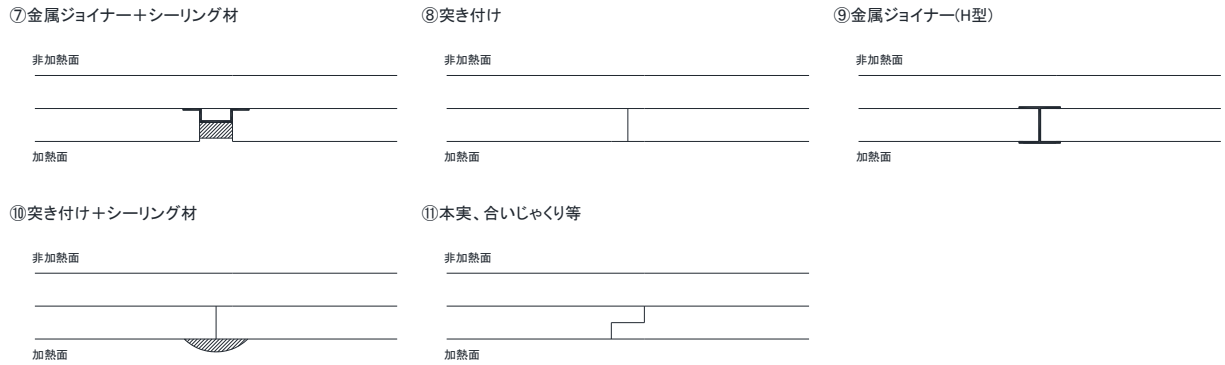 ⑦金属ジョイナー＋シーリング材
⑧突き付け
⑨金属ジョイナー(H型)
非加熱面
非加熱面
非加熱面
加熱面
加熱面
加熱面
⑩突き付け＋シーリング材
⑪本実、合いじゃくり等
非加熱面
非加熱面
加熱面
加熱面